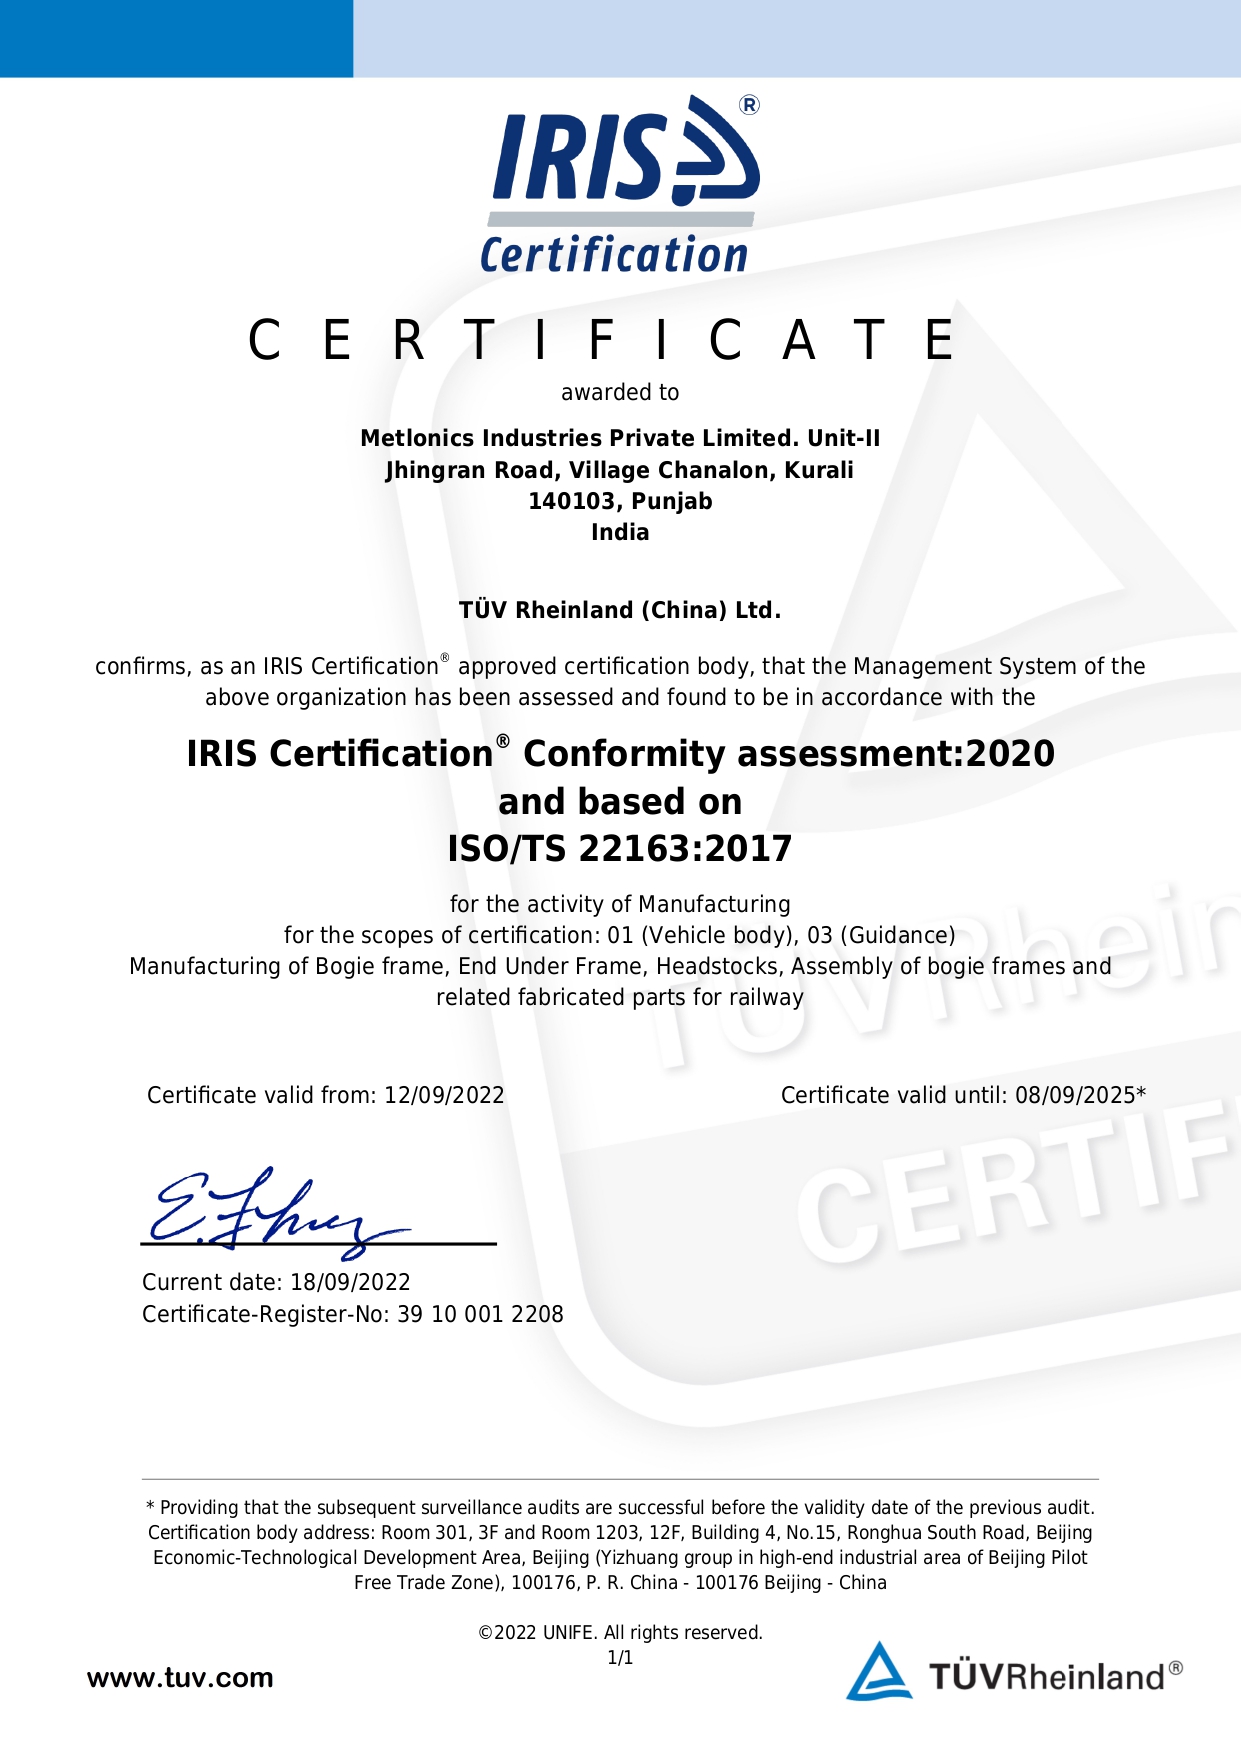 IRIS®
Certification
CERTIFICATE
awarded to
Metlonics Industries Private Limited. Unit-II
Jhingran Road, Village Chanalon, Kurali
140103, Punjab
India
TÜV Rheinland (China) Ltd.
confirms, as an IRIS Certification® approved certification body, that the Management System of the
above organization has been assessed and found to be in accordance with the
IRIS Certification® Conformity assessment:2020
and based on
ISO/TS 22163:2017
for the activity of Manufacturing
for the scopes of certification: 01 (Vehicle body), 03 (Guidance)
Manufacturing of Bogie frame, End Under Frame, Headstocks, Assembly of bogie frames and
related fabricated parts for railway
TÜVRhein
CERTIF
Certificate valid from: 12/09/2022 Certificate valid until: 08/09/2025*
Current date: 18/09/2022
Certificate-Register-No: 39 10 001 2208
* Providing that the subsequent surveillance audits are successful before the validity date of the previous audit.
Certification body address: Room 301, 3F and Room 1203, 12F, Building 4, No.15, Ronghua South Road, Beijing
Economic-Technological Development Area, Beijing (Yizhuang group in high-end industrial area of Beijing Pilot
Free Trade Zone), 100176, P. R. China - 100176 Beijing - China
©2022 UNIFE. All rights reserved.
1/1
www.tuv.com
TÜVRheinland®